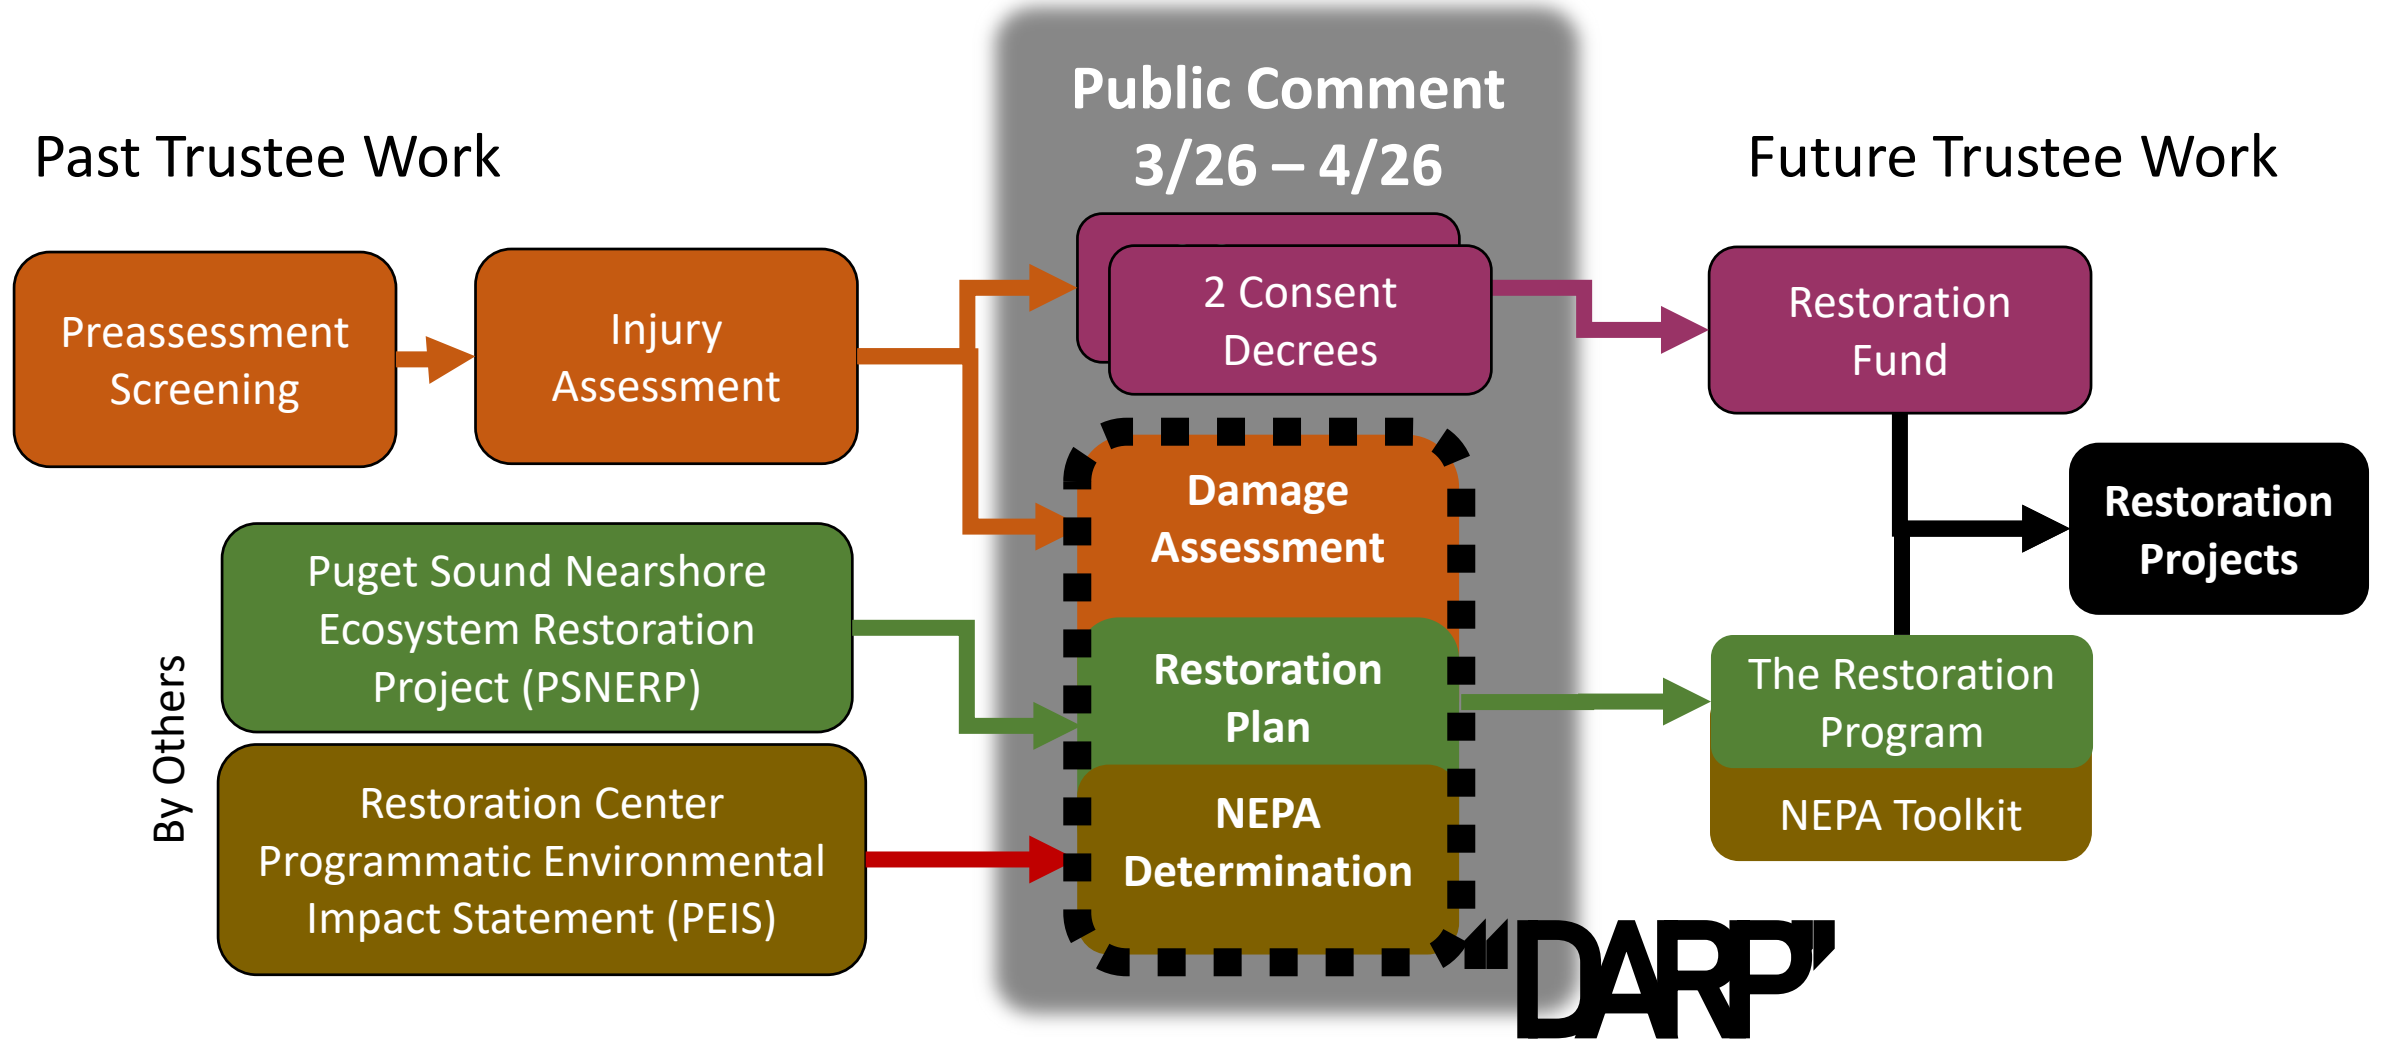 Public Comment
3/26 – 4/26
Past Trustee Work
Future Trustee Work
Preassessment
Screening
Injury
Assessment
2 Consent
Decrees
Restoration
Fund
Damage
Assessment
Restoration
Projects
By Others
Puget Sound Nearshore
Ecosystem Restoration
Project (PSNERP)
Restoration
Plan
The Restoration
Program
Restoration Center
Programmatic Environmental
Impact Statement (PEIS)
NEPA
Determination
NEPA Toolkit
“DARP”